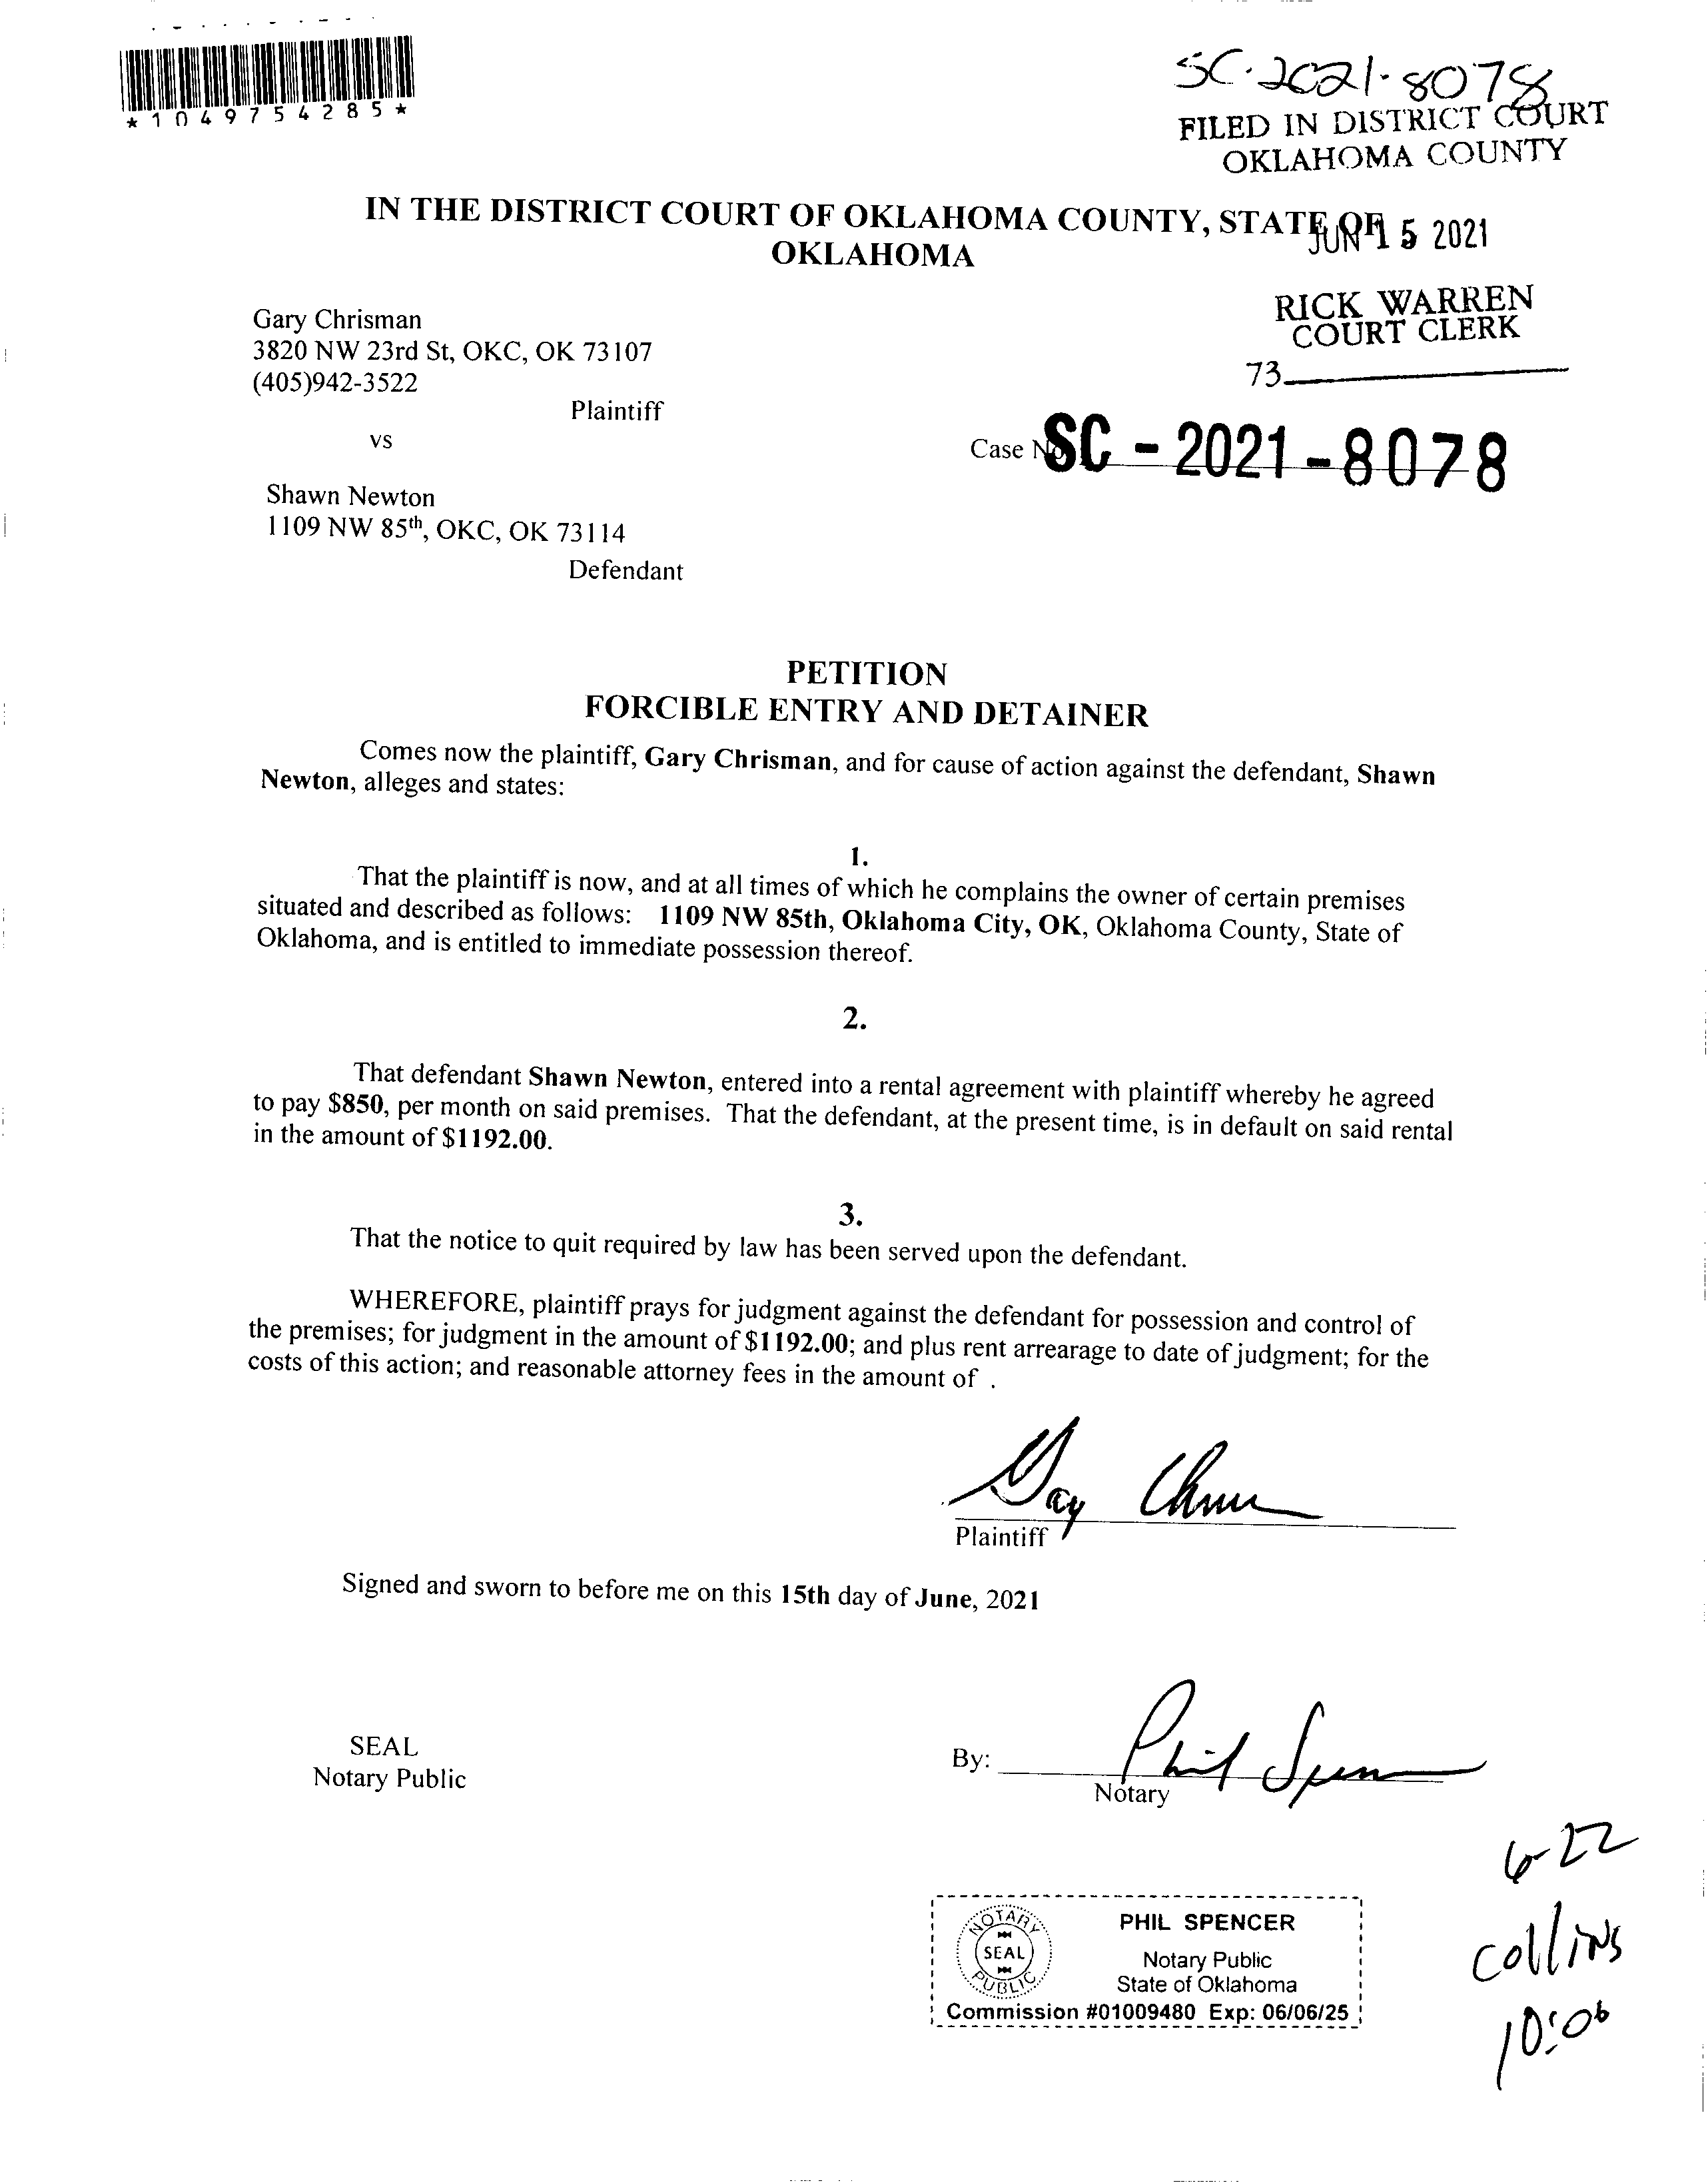 *1049754285*
SC-2021-8078
FILED IN DISTRICT COURT
OKLAHOMA COUNTY
IN THE DISTRICT COURT OF OKLAHOMA COUNTY, STATE OF
OKLAHOMA
JUN 15 2021
RICK WARREN
COURT CLERK
73
Gary Chrisman
3820 NW 23rd St, OKC, OK 73107
(405)942-3522
Plaintiff
vs
Case No. SC - 2021 - 8078
Shawn Newton
1109 NW 85th, OKC, OK 73114
Defendant
PETITION
FORCIBLE ENTRY AND DETAINER
Comes now the plaintiff, Gary Chrisman, and for cause of action against the defendant, Shawn
Newton, alleges and states:
1.
That the plaintiff is now, and at all times of which he complains the owner of certain premises
situated and described as follows: 1109 NW 85th, Oklahoma City, OK, Oklahoma County, State of
Oklahoma, and is entitled to immediate possession thereof.
2.
That defendant Shawn Newton, entered into a rental agreement with plaintiff whereby he agreed
to pay $850, per month on said premises. That the defendant, at the present time, is in default on said rental
in the amount of $1192.00.
3.
That the notice to quit required by law has been served upon the defendant.
WHEREFORE, plaintiff prays for judgment against the defendant for possession and control of
the premises; for judgment in the amount of $1192.00; and plus rent arrearage to date of judgment; for the
costs of this action; and reasonable attorney fees in the amount of .
Plaintiff
Signed and sworn to before me on this 15th day of June, 2021
SEAL
Notary Public
By: Phil Spencer
Notary
6-22
Collins
10:00
NOTARY
SEAL
PUBLIC
PHIL SPENCER
Notary Public
State of Oklahoma
Commission #01009480 Exp: 06/06/25